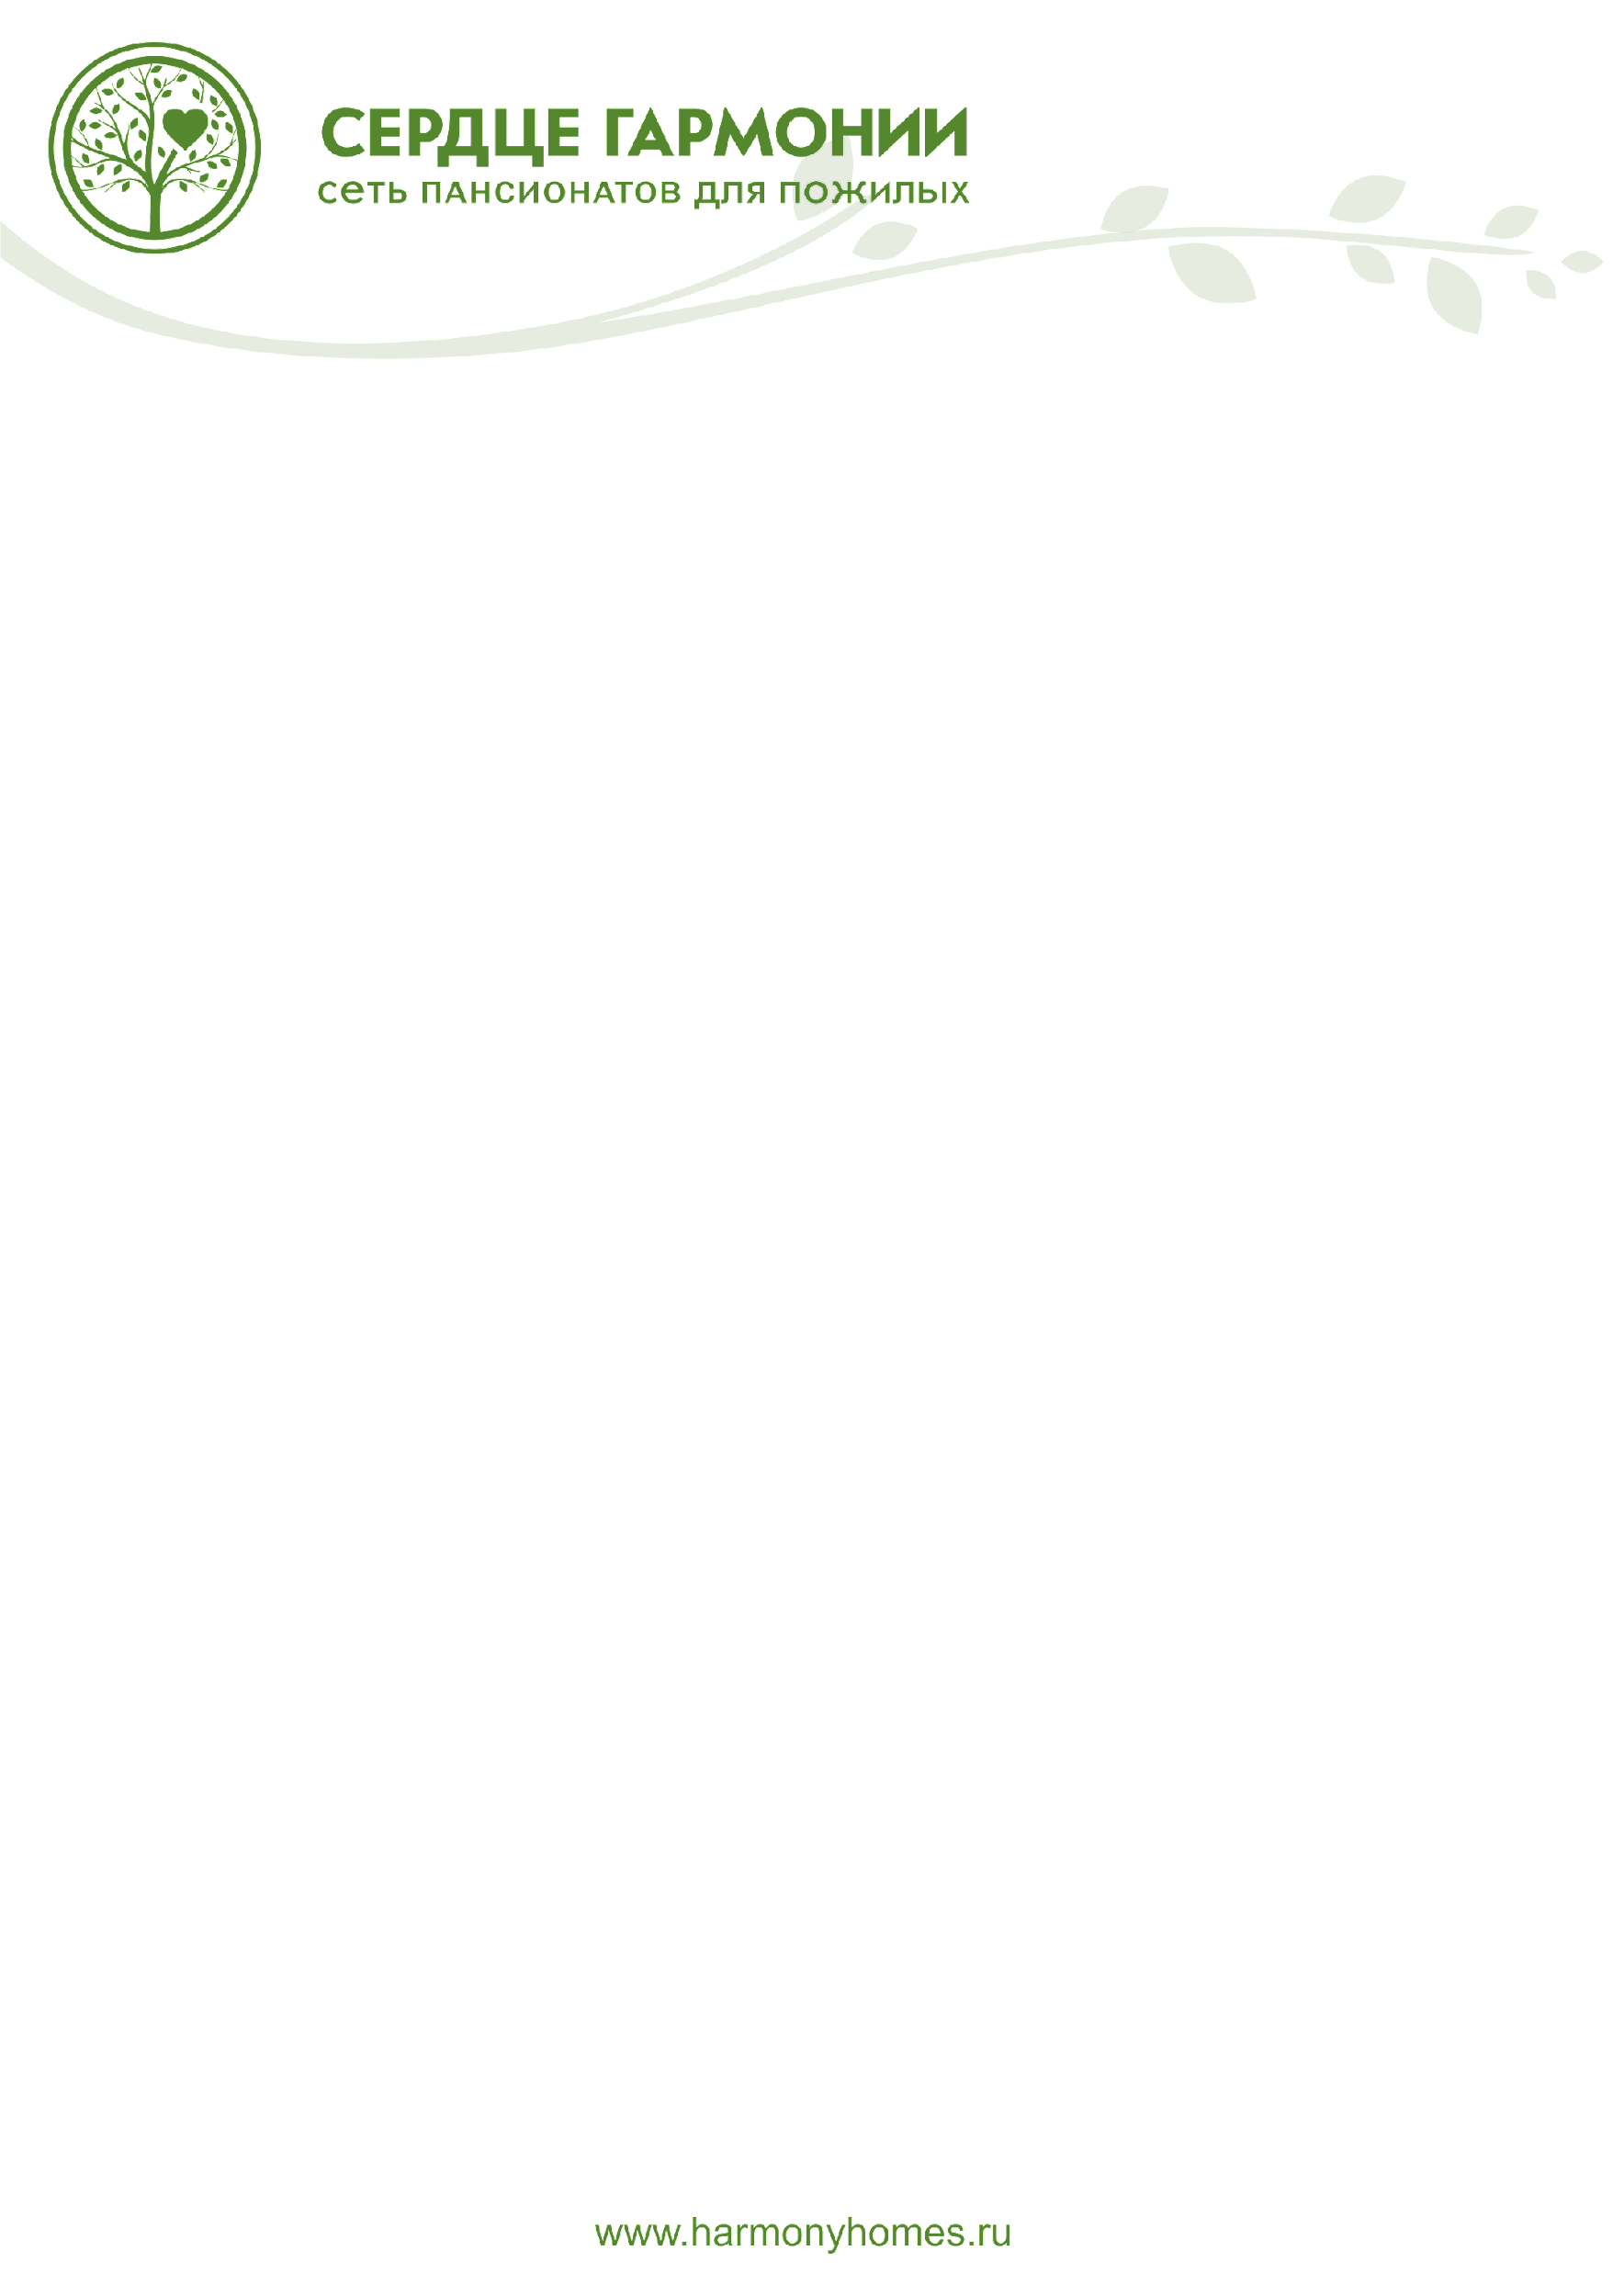 СЕРДЦЕ ГАРМОНИИ
СЕТЬ ПАНСИОНАТОВ ДЛЯ ПОЖИЛЫХ
www.harmonyhomes.ru